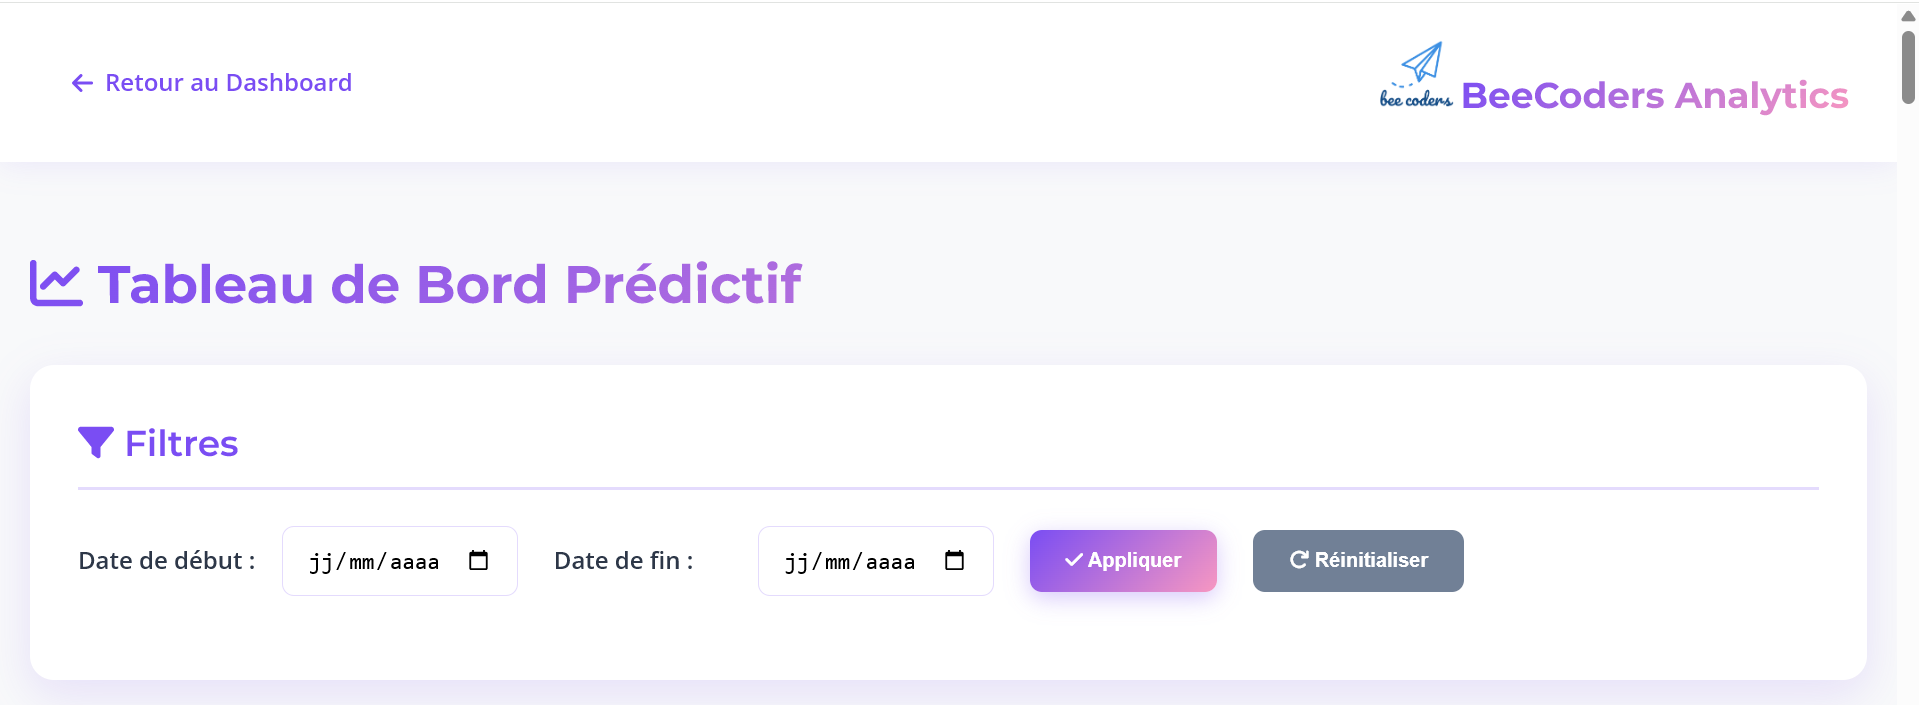 Retour au Dashboard
bee coders
BeeCoders Analytics
Tableau de Bord Prédictif
Filtres
Date de début : jj/mm/aaaa Date de fin : jj/mm/aaaa Appliquer Réinitialiser